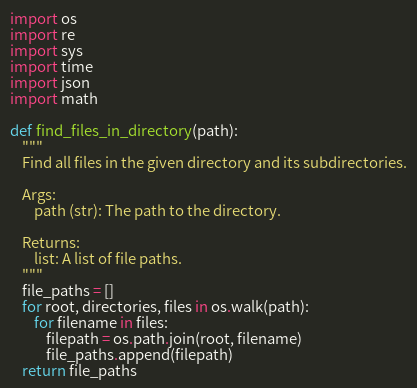 import os
import re
import sys
import time
import json
import math

def find_files_in_directory(path):
    """
    Find all files in the given directory and its subdirectories.

    Args:
        path (str): The path to the directory.

    Returns:
        list: A list of file paths.
    """
    file_paths = []
    for root, directories, files in os.walk(path):
        for filename in files:
            filepath = os.path.join(root, filename)
            file_paths.append(filepath)
    return file_paths